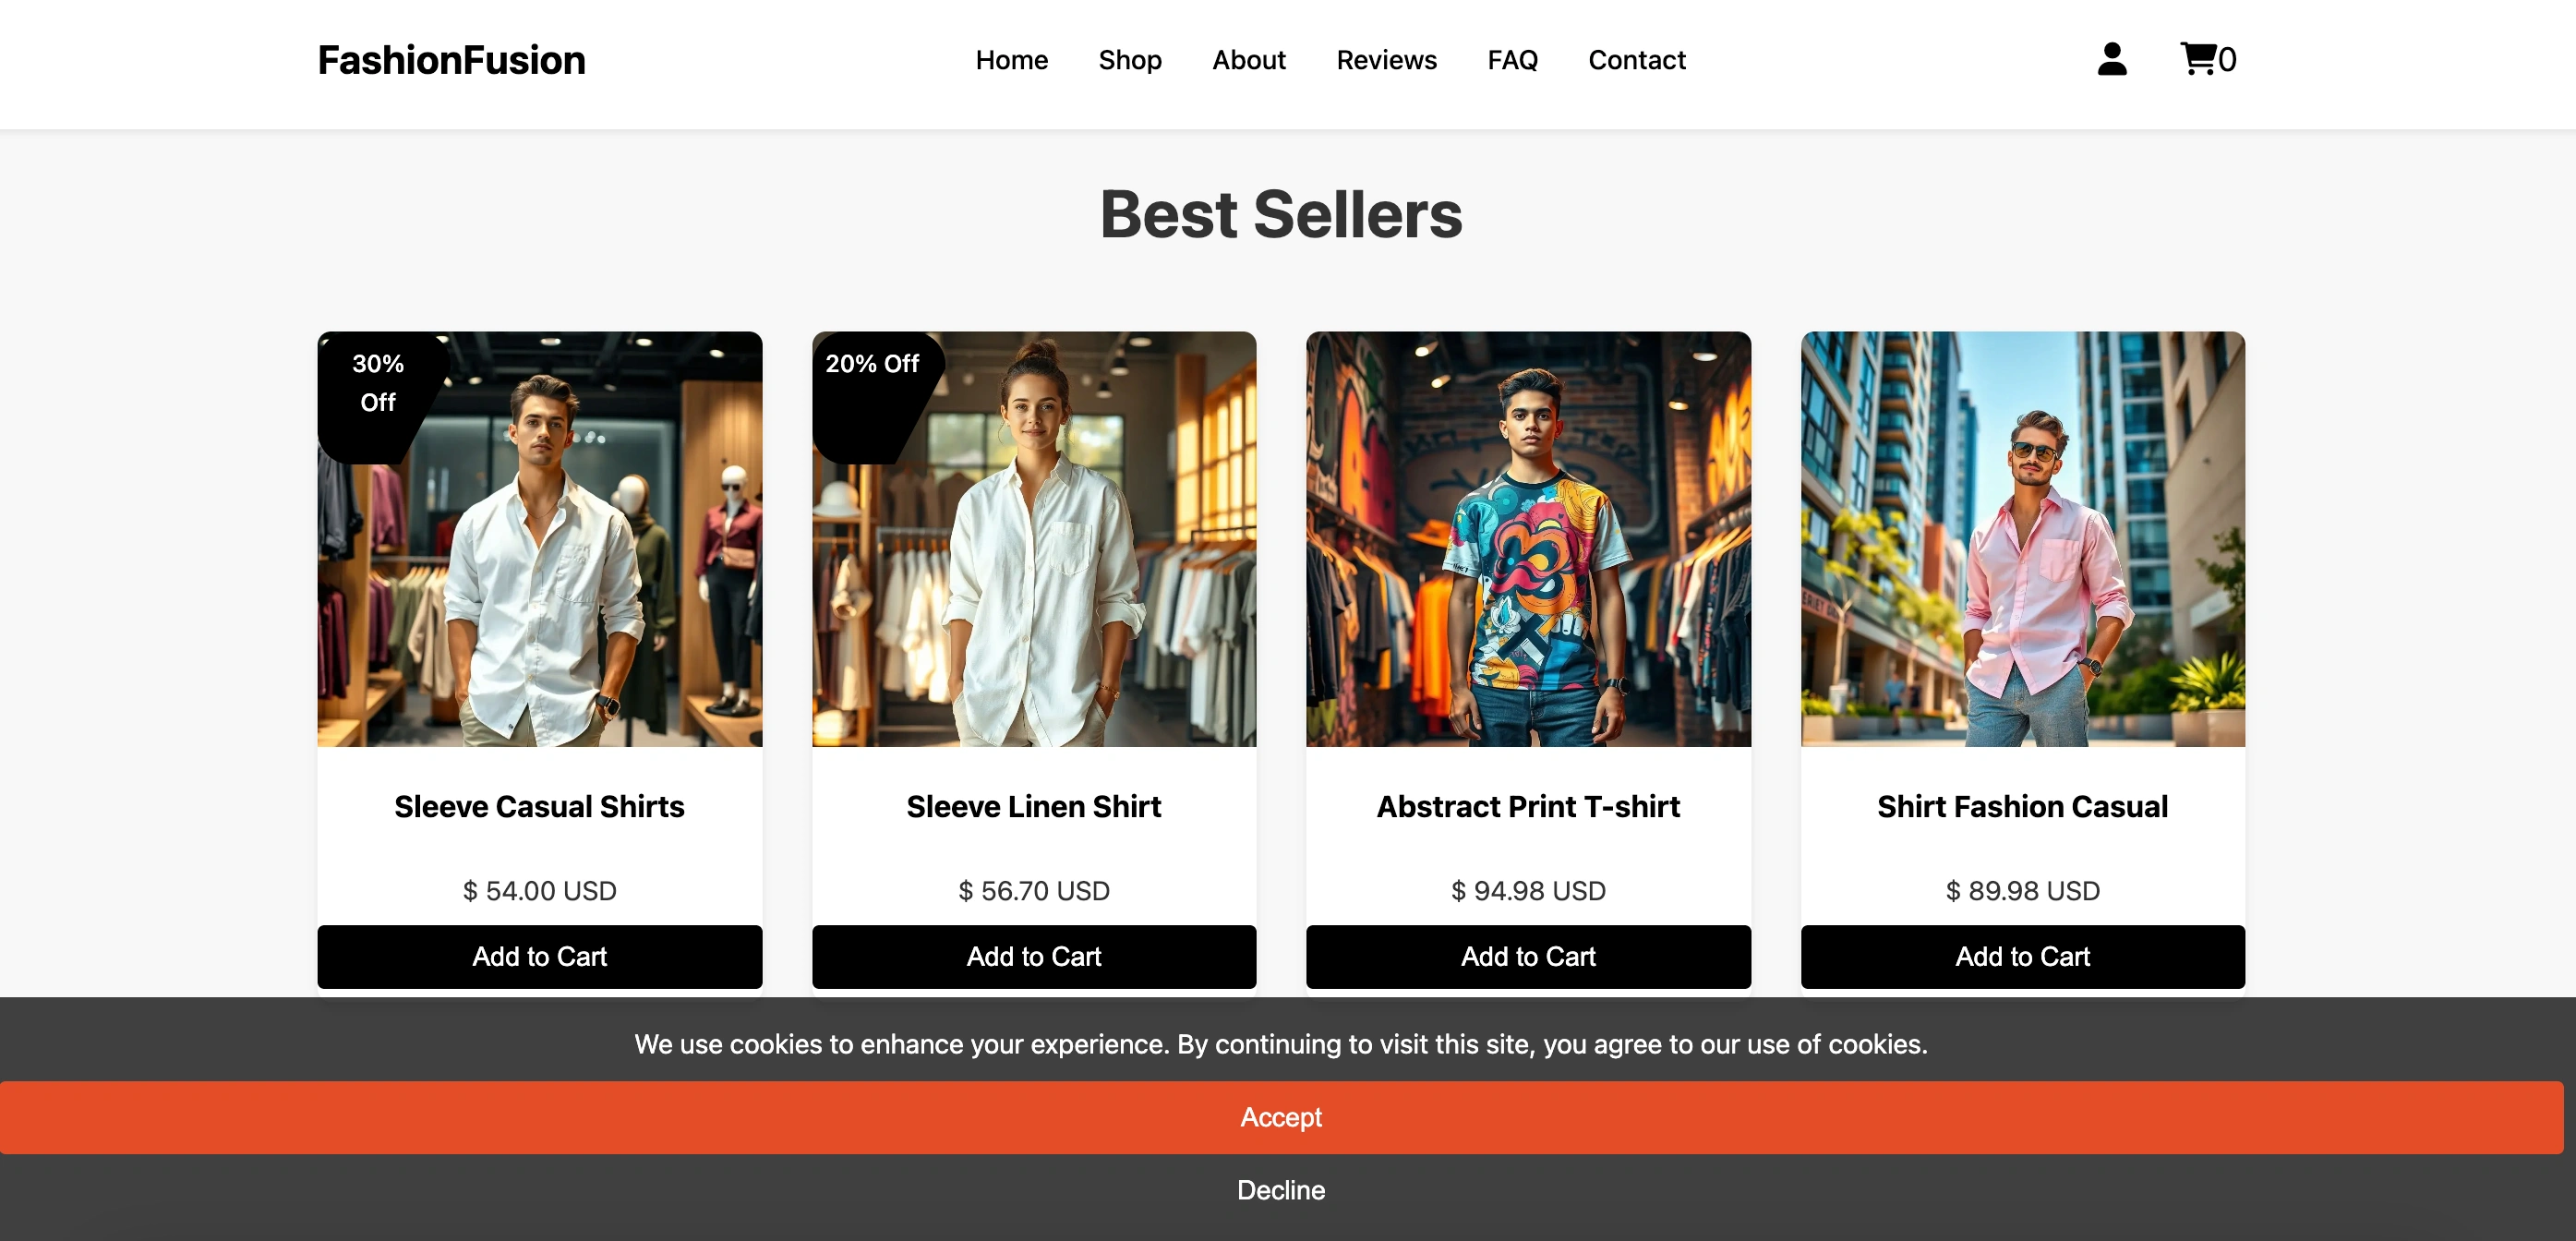 FashionFusion
Home Shop About Reviews FAQ Contact
0
Best Sellers
30%
Off
20% Off
Sleeve Casual Shirts
Sleeve Linen Shirt
Abstract Print T-shirt
Shirt Fashion Casual
$ 54.00 USD
$ 56.70 USD
$ 94.98 USD
$ 89.98 USD
Add to Cart
Add to Cart
Add to Cart
Add to Cart
We use cookies to enhance your experience. By continuing to visit this site, you agree to our use of cookies.
Accept
Decline